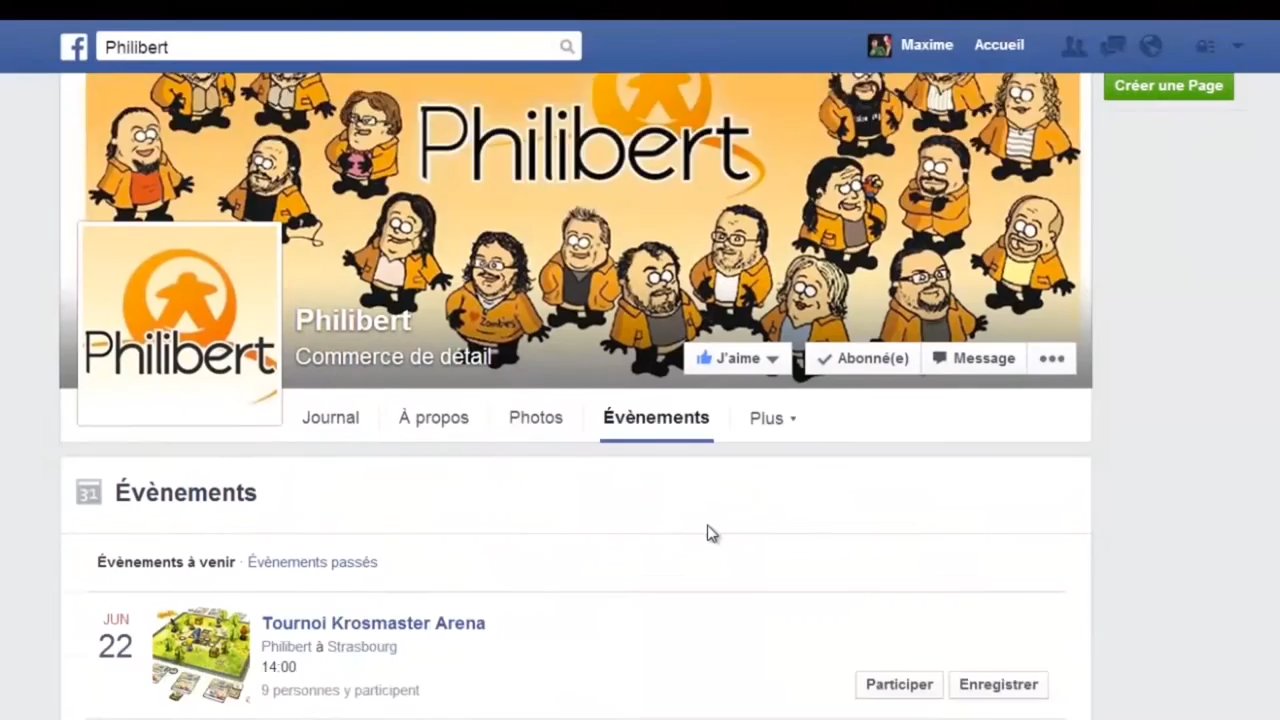 Philibert
Maxime
Accueil
Créer une Page
Philibert
Zombies
Philibert
Philibert
Commerce de détail
J'aime
Abonné(e)
Message
Journal
À propos
Photos
Évènements
Plus
31
Évènements
Évènements à venir · Évènements passés
JUN
22
Tournoi Krosmaster Arena
Philibert à Strasbourg
14:00
9 personnes y participent
Participer
Enregistrer